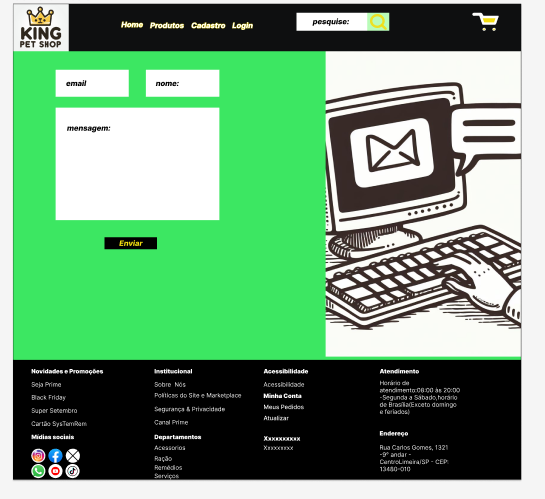 KING
PET SHOP
Home Produtos Cadastro Login
pesquise:
email
nome:
mensagem:
Enviar
Novidades e Promoções
Seja Prime
Black Friday
Super Setembro
Cartão SysTemRem
Mídias sociais
Institucional
Sobre Nós
Políticas do Site e Marketplace
Segurança & Privacidade
Canal Prime
Departamentos
Acessorios
Ração
Remédios
Serviços
Acessibilidade
Acessibilidade
Minha Conta
Meus Pedidos
Atualizar
Xxxxxxxxxx
Xxxxxxxxx
Atendimento
Horário de
atendimento:08:00 às 20:00
-Segunda a Sábado,horário
de Brasília(Exceto domingo
e feriados)
Endereço
Rua Carlos Gomes, 1321
-9° andar -
CentroLimeira/SP - CEP:
13480-010